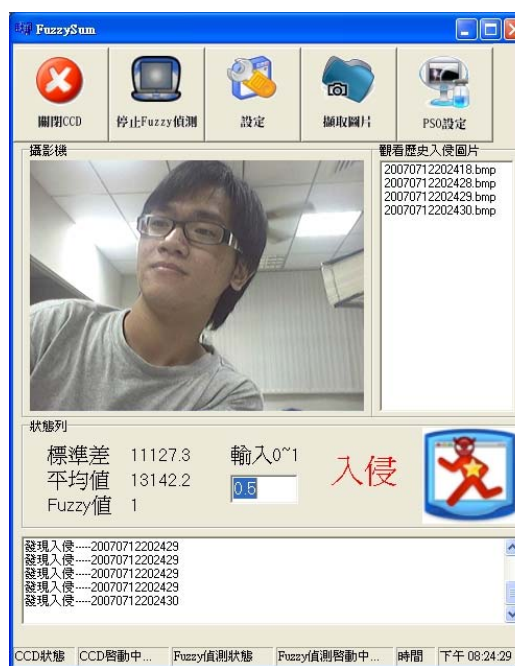 FuzzySum
關閉CCD
停止Fuzzy偵測
設定
擷取圖片
PSO設定
攝影機
觀看歷史入侵圖片
20070712202418.bmp
20070712202428.bmp
20070712202429.bmp
20070712202430.bmp
狀態列
標準差 11127.3
平均值 13142.2
Fuzzy值 1
輸入0~1
0.5
入侵
發現入侵----20070712202429
發現入侵----20070712202429
發現入侵----20070712202429
發現入侵----20070712202429
發現入侵----20070712202430
CCD狀態 CCD啓動中... Fuzzy偵測狀態 Fuzzy偵測啓動中... 時間 下午 08:24:29